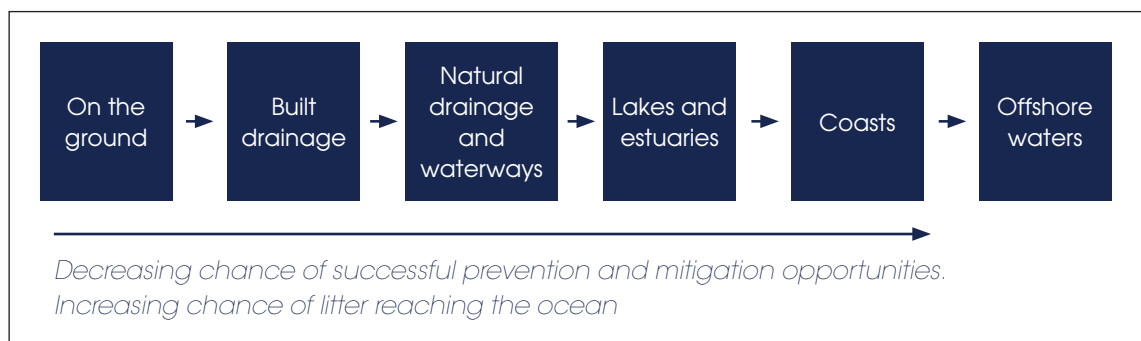 On the
ground
Built
drainage
Natural
drainage
and
waterways
Lakes and
estuaries
Coasts
Offshore
waters
Decreasing chance of successful prevention and mitigation opportunities.
Increasing chance of litter reaching the ocean